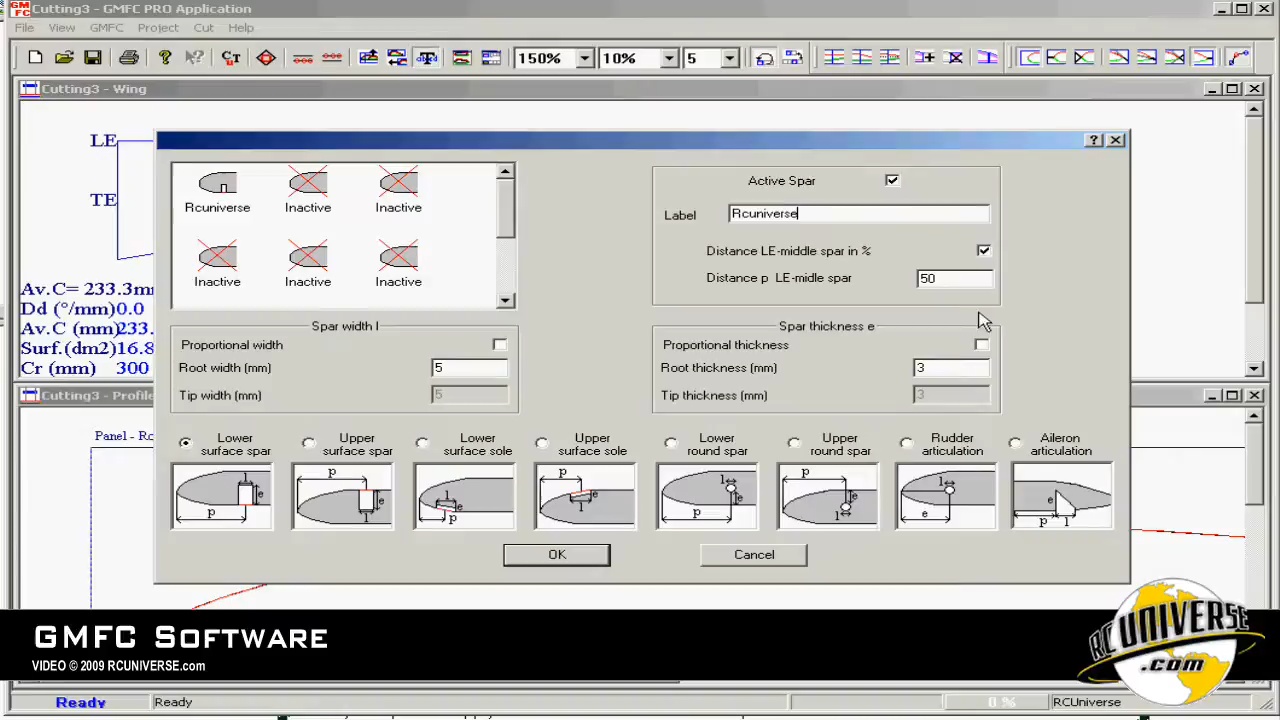 GM
FC
Cutting3 - GMFC PRO Application
File View GMFC Project Cut Help
150% 10% 5
Cutting3 - Wing
LE
TE
Av.C= 233.3m
Dd (°/mm)0.0
Av.C (mm)233.
Surf.(dm2)16.8
Cr (mm) 300
Rcuniverse Inactive Inactive
Inactive Inactive Inactive
Active Spar
Label Rcuniverse
Distance LE-middle spar in %
Distance p LE-midle spar 50
Spar width l
Proportional width
Root width (mm) 5
Tip width (mm) 5
Spar thickness e
Proportional thickness
Root thickness (mm) 3
Tip thickness (mm) 3
Cutting3 - Profile
Panel - Ro
Lower surface spar
Upper surface spar
Lower surface sole
Upper surface sole
Lower round spar
Upper round spar
Rudder articulation
Aileron articulation
l e p
p e l
l e p
p e l
l e p
p e l
l e
e p l
OK Cancel
GMFC Software
VIDEO © 2009 RCUNIVERSE.com
RCUNIVERSE
.com
Ready Ready 0 % RCUniverse